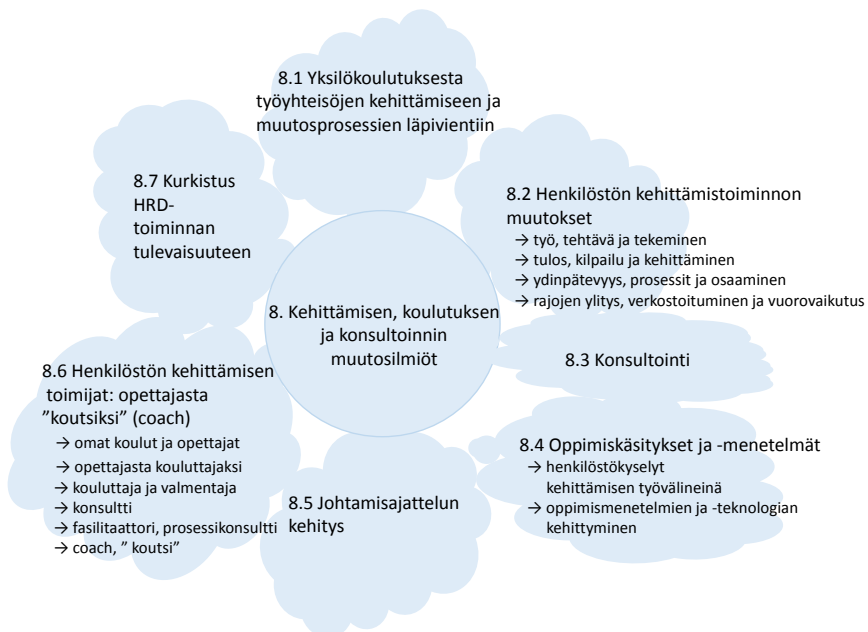 8.1 Yksilökoulutuksesta
työyhteisöjen kehittämiseen ja
muutosprosessien läpivientiin
8.2 Henkilöstön kehittämistoiminnon
muutokset
→ työ, tehtävä ja tekeminen
→ tulos, kilpailu ja kehittäminen
→ ydinpätevyys, prosessit ja osaaminen
→ rajojen ylitys, verkostoituminen ja vuorovaikutus
8.3 Konsultointi
8.4 Oppimiskäsitykset ja -menetelmät
→ henkilöstökyselyt
kehittämisen työvälineinä
→ oppimismenetelmien ja -teknologian
kehittyminen
8.5 Johtamisajattelun
kehitys
8.6 Henkilöstön kehittämisen
toimijat: opettajasta
”koutsiksi” (coach)
→ omat koulut ja opettajat
→ opettajasta kouluttajaksi
→ kouluttaja ja valmentaja
→ konsultti
→ fasilitaattori, prosessikonsultti
→ coach, ” koutsi”
8.7 Kurkistus
HRD-
toiminnan
tulevaisuuteen
8. Kehittämisen, koulutuksen
ja konsultoinnin
muutosilmiöt